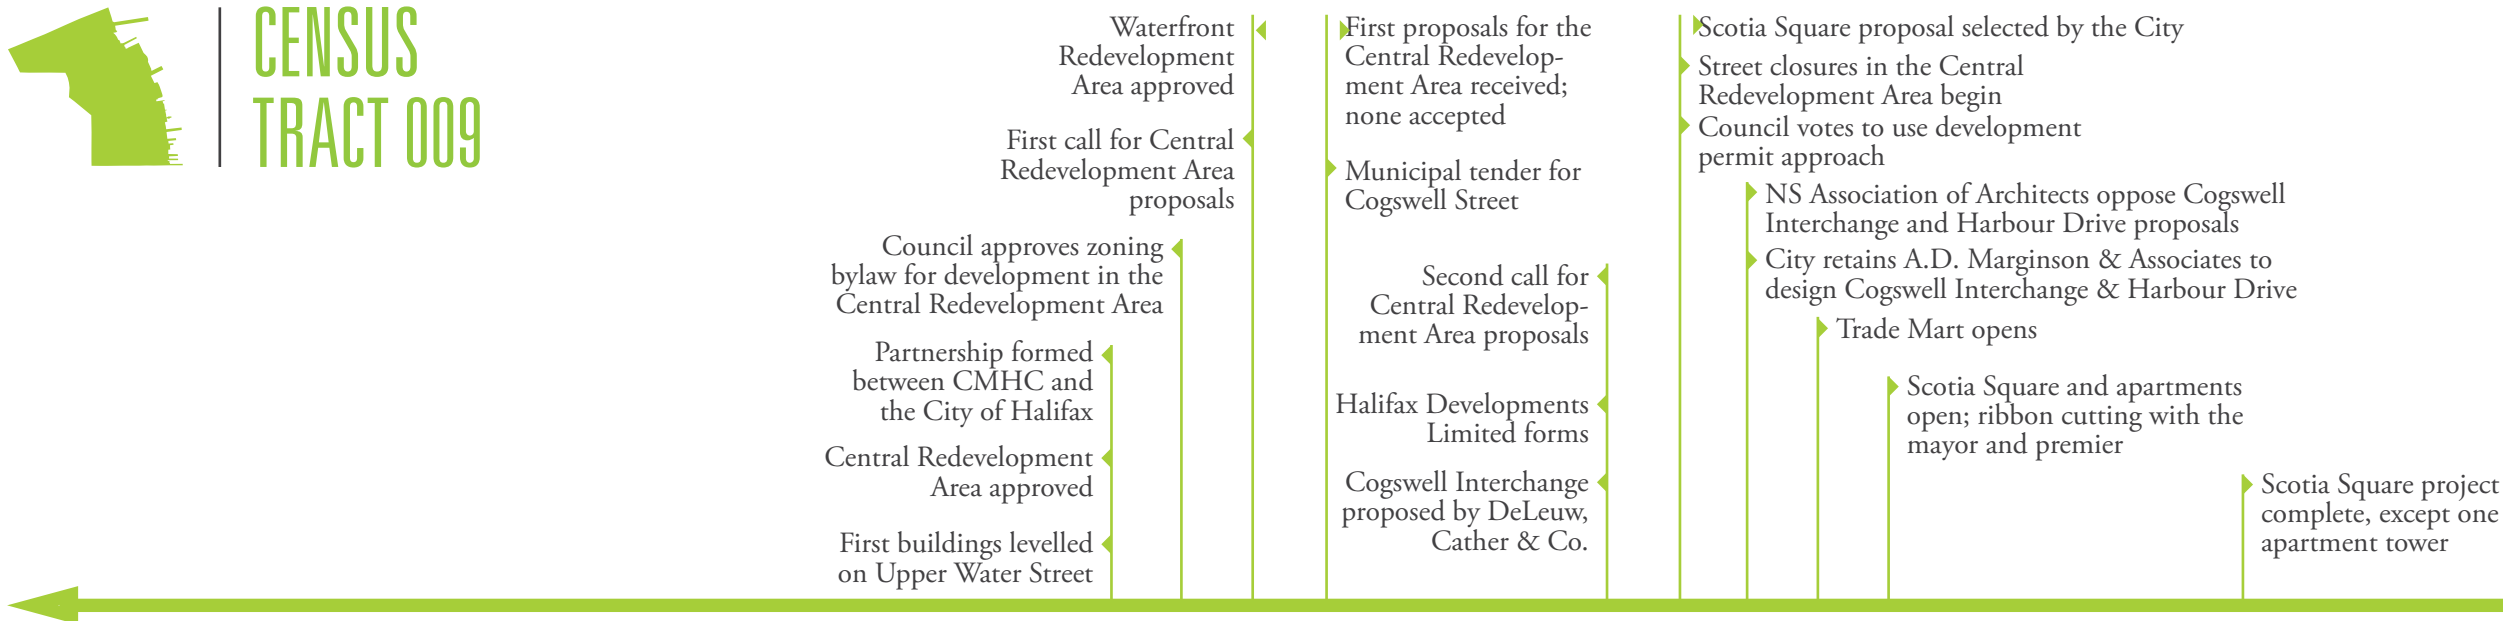 CENSUS
TRACT 009
Waterfront
Redevelopment
Area approved
First call for Central
Redevelopment Area
proposals
Council approves zoning
bylaw for development in the
Central Redevelopment Area
Partnership formed
between CMHC and
the City of Halifax
Central Redevelopment
Area approved
First buildings levelled
on Upper Water Street
First proposals for the
Central Redevelop-
ment Area received;
none accepted
Municipal tender for
Cogswell Street
Second call for
Central Redevelop-
ment Area proposals
Halifax Developments
Limited forms
Cogswell Interchange
proposed by DeLeuw,
Cather & Co.
Scotia Square proposal selected by the City
Street closures in the Central
Redevelopment Area begin
Council votes to use development
permit approach
NS Association of Architects oppose Cogswell
Interchange and Harbour Drive proposals
City retains A.D. Marginson & Associates to
design Cogswell Interchange & Harbour Drive
Trade Mart opens
Scotia Square and apartments
open; ribbon cutting with the
mayor and premier
Scotia Square project
complete, except one
apartment tower